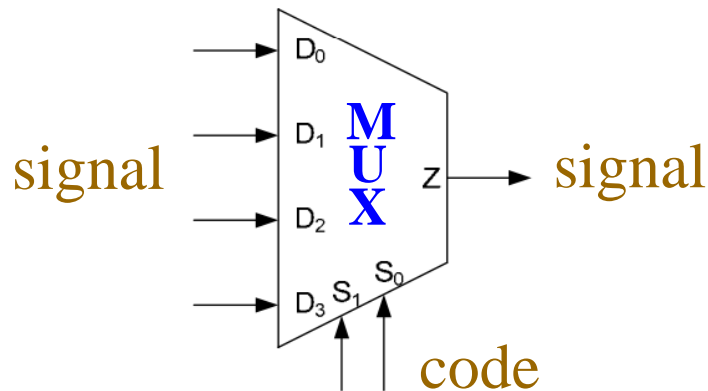 D₀
D₁
M
U
X
signal
Z
signal
D₂
D₃
S₁
S₀
code